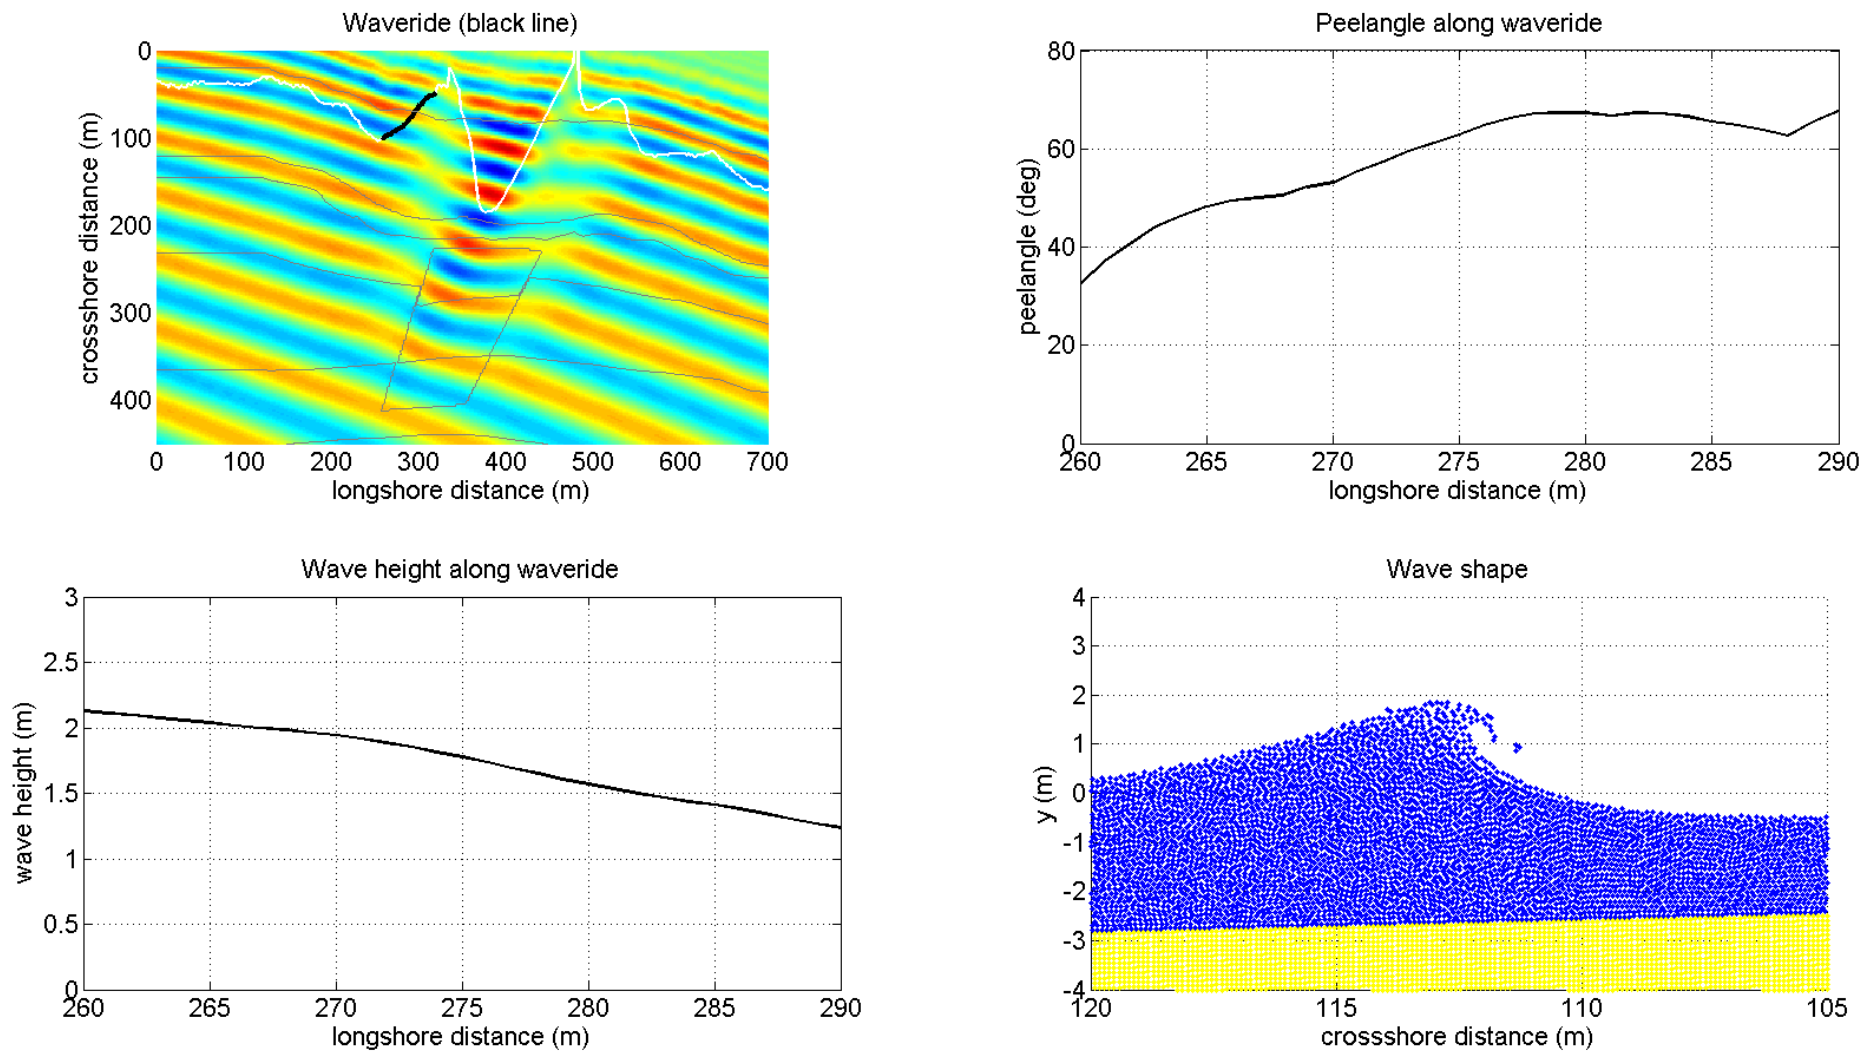 Waveride (black line)
0
100
200
300
400
crossshore distance (m)
0 100 200 300 400 500 600 700
longshore distance (m)
Peelangle along waveride
80
60
40
20
0
peelangle (deg)
260 265 270 275 280 285 290
longshore distance (m)
Wave height along waveride
3
2.5
2
1.5
1
0.5
0
wave height (m)
260 265 270 275 280 285 290
longshore distance (m)
Wave shape
4
3
2
1
0
-1
-2
-3
-4
y (m)
120 115 110 105
crossshore distance (m)